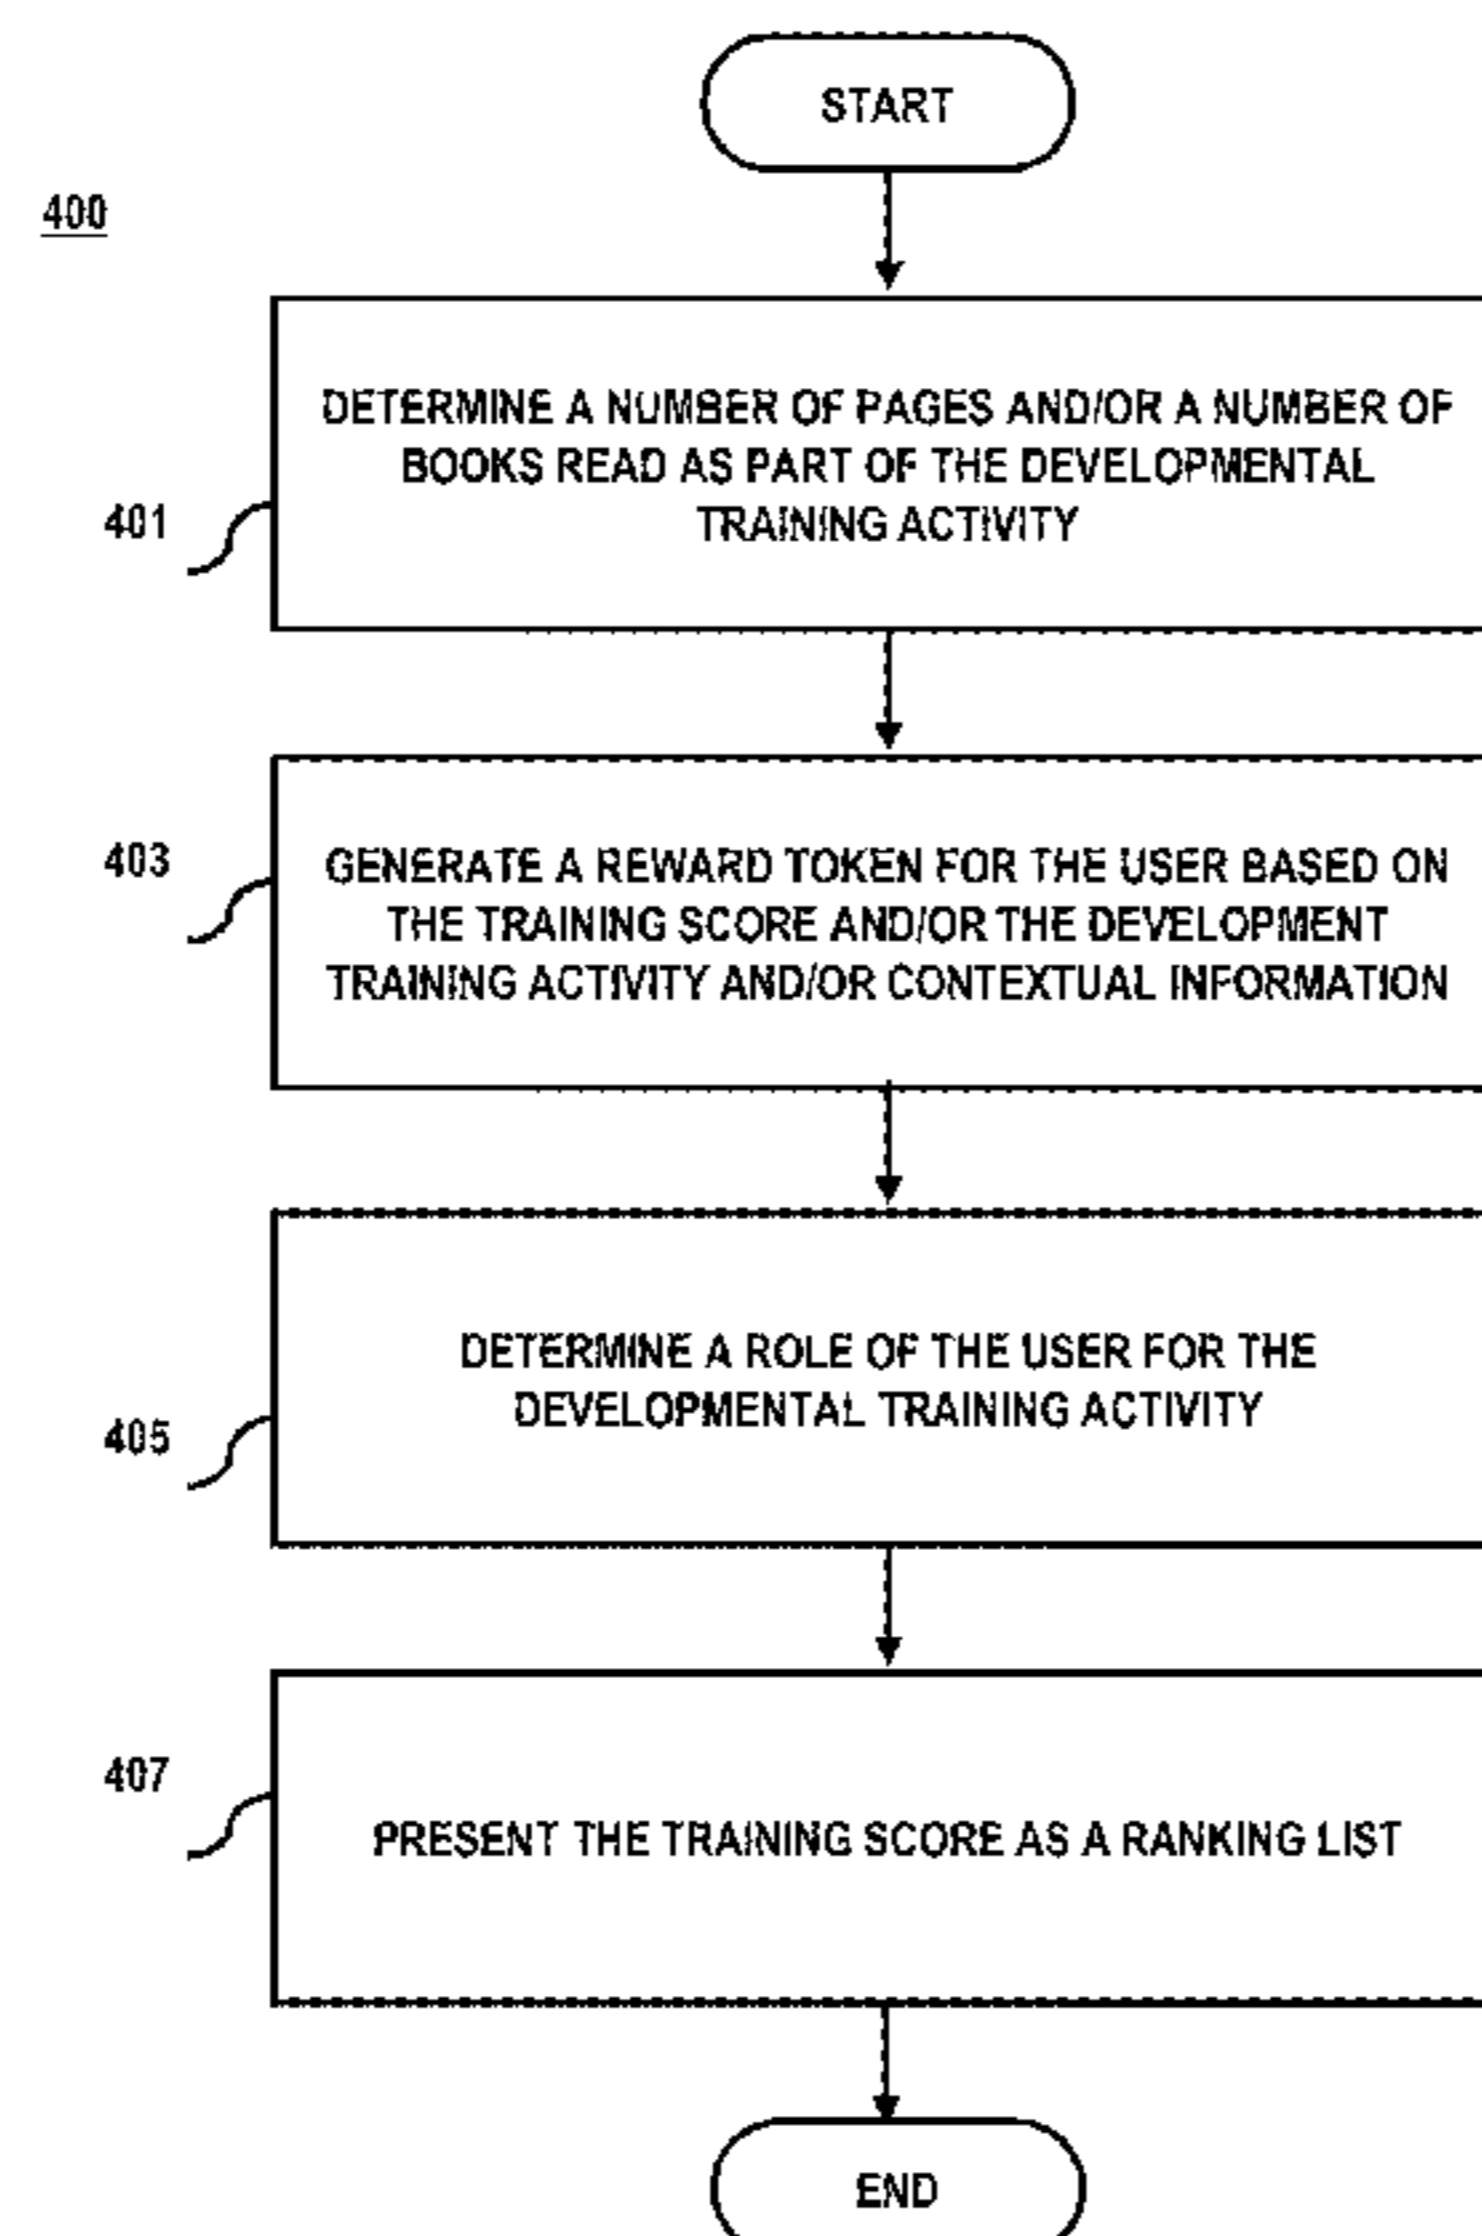 START
400
DETERMINE A NUMBER OF PAGES AND/OR A NUMBER OF
BOOKS READ AS PART OF THE DEVELOPMENTAL
TRAINING ACTIVITY
401
403
GENERATE A REWARD TOKEN FOR THE USER BASED ON
THE TRAINING SCORE AND/OR THE DEVELOPMENT
TRAINING ACTIVITY AND/OR CONTEXTUAL INFORMATION
DETERMINE A ROLE OF THE USER FOR THE
DEVELOPMENTAL TRAINING ACTIVITY
405
407
PRESENT THE TRAINING SCORE AS A RANKING LIST
END